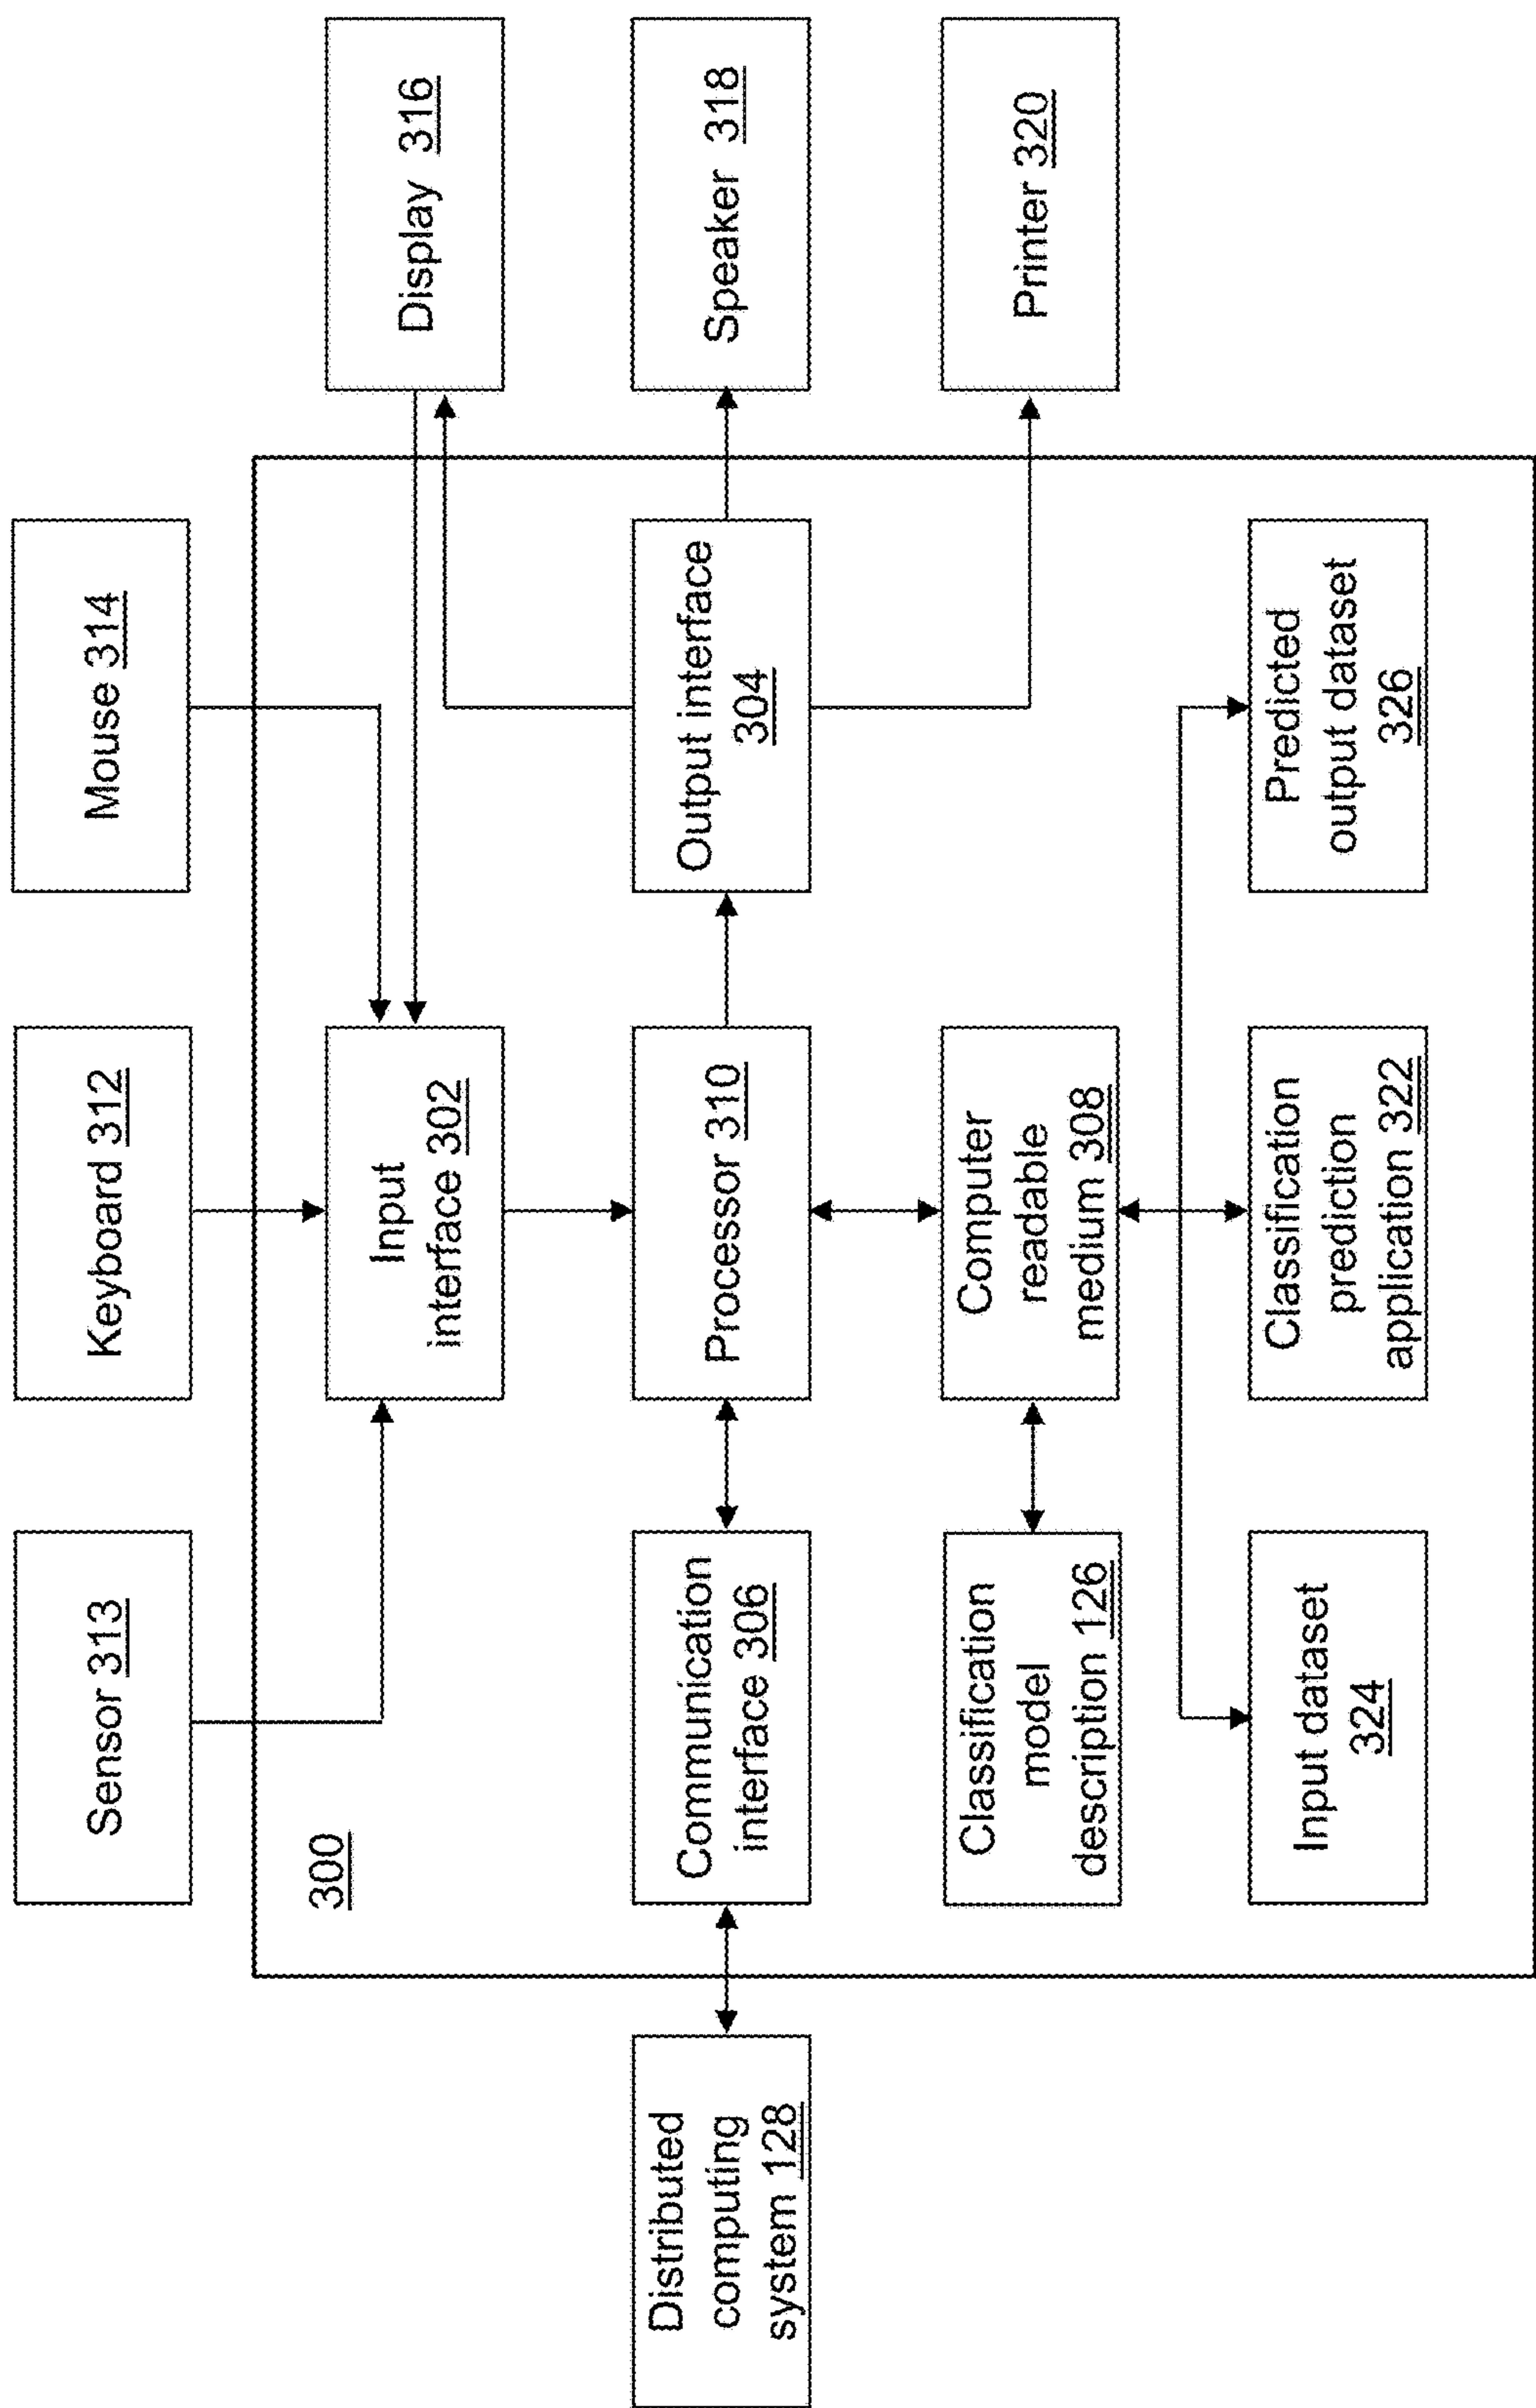 Sensor 313
Keyboard 312
Mouse 314
300
Input
interface 302
Display 316
Distributed
computing
system 128
Communication
interface 306
Processor 310
Output interface
304
Speaker 318
Classification
model
description 126
Computer
readable
medium 308
Printer 320
Input dataset
324
Classification
prediction
application 322
Predicted
output dataset
326